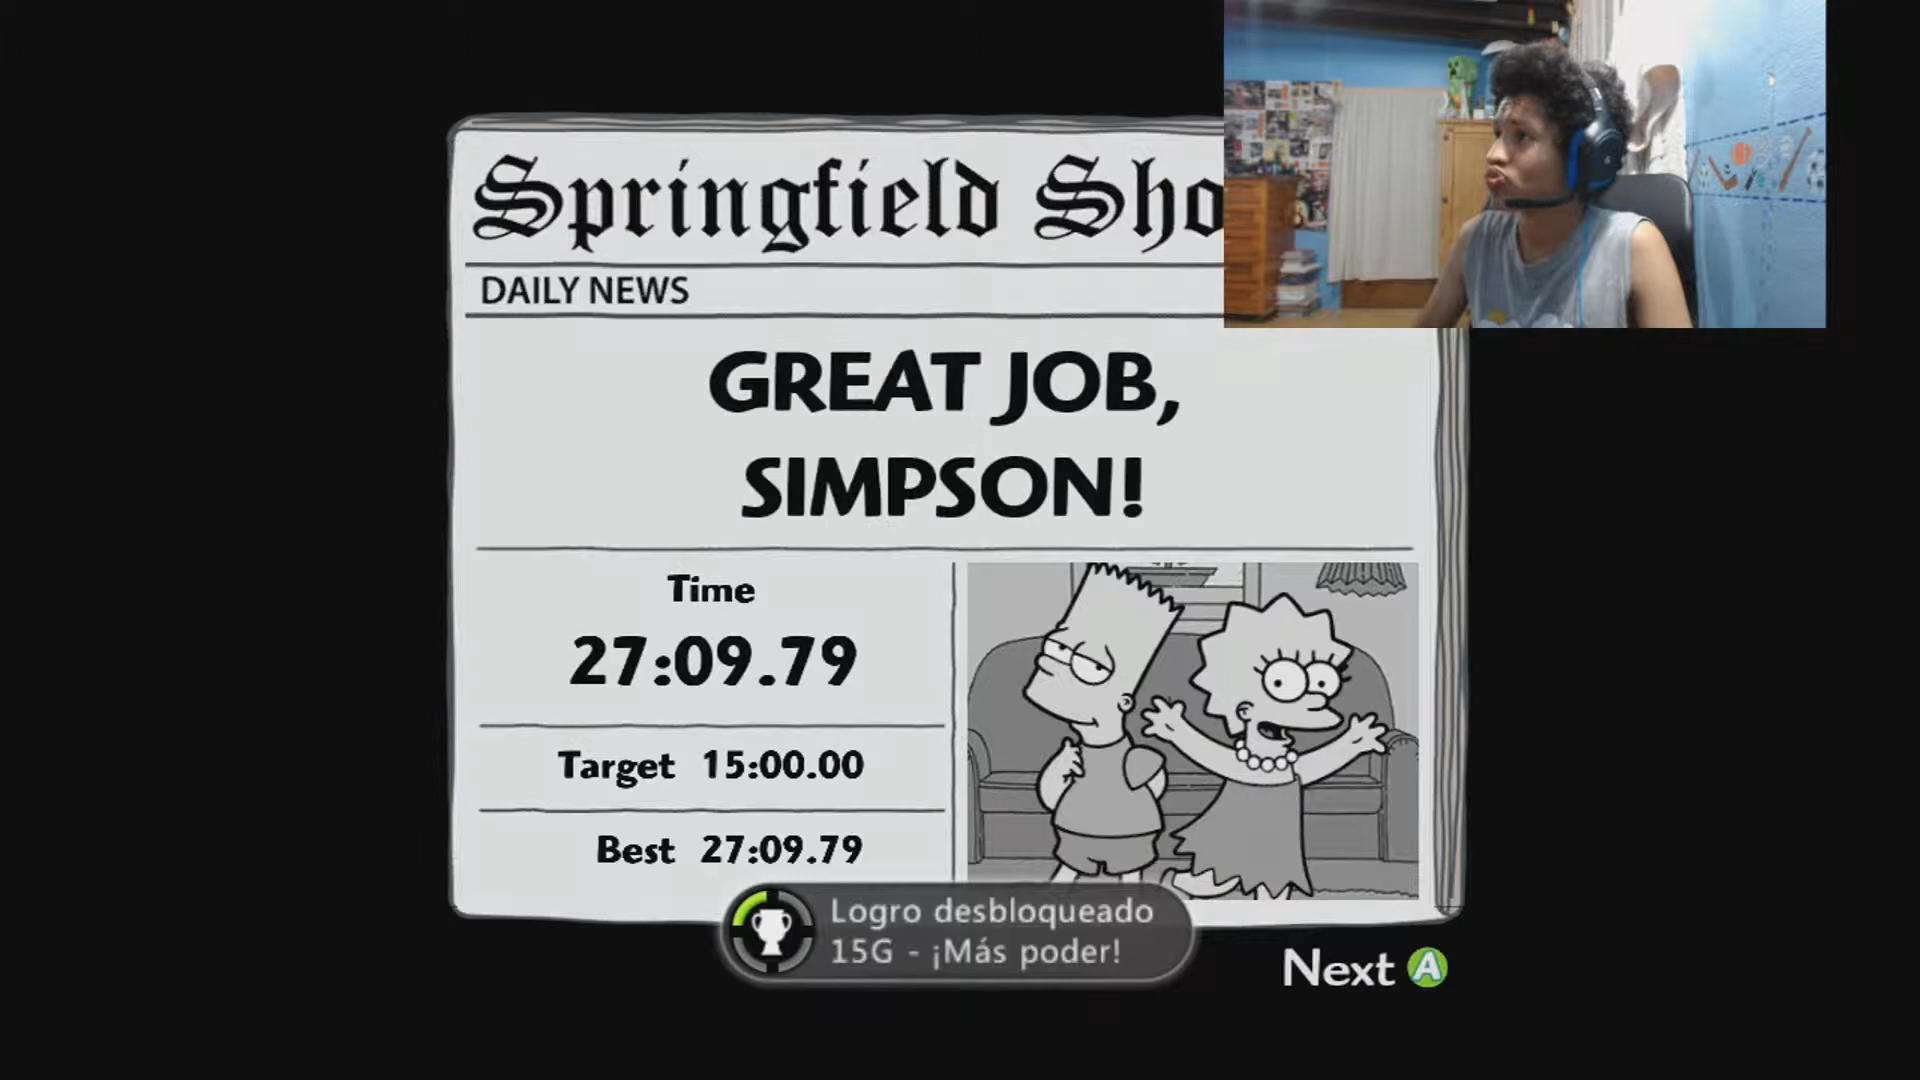 Springfield Sho
DAILY NEWS
GREAT JOB,
SIMPSON!
Time
27:09.79
Target 15:00.00
Best 27:09.79
Logro desbloqueado
15G - ¡Más poder!
Next A